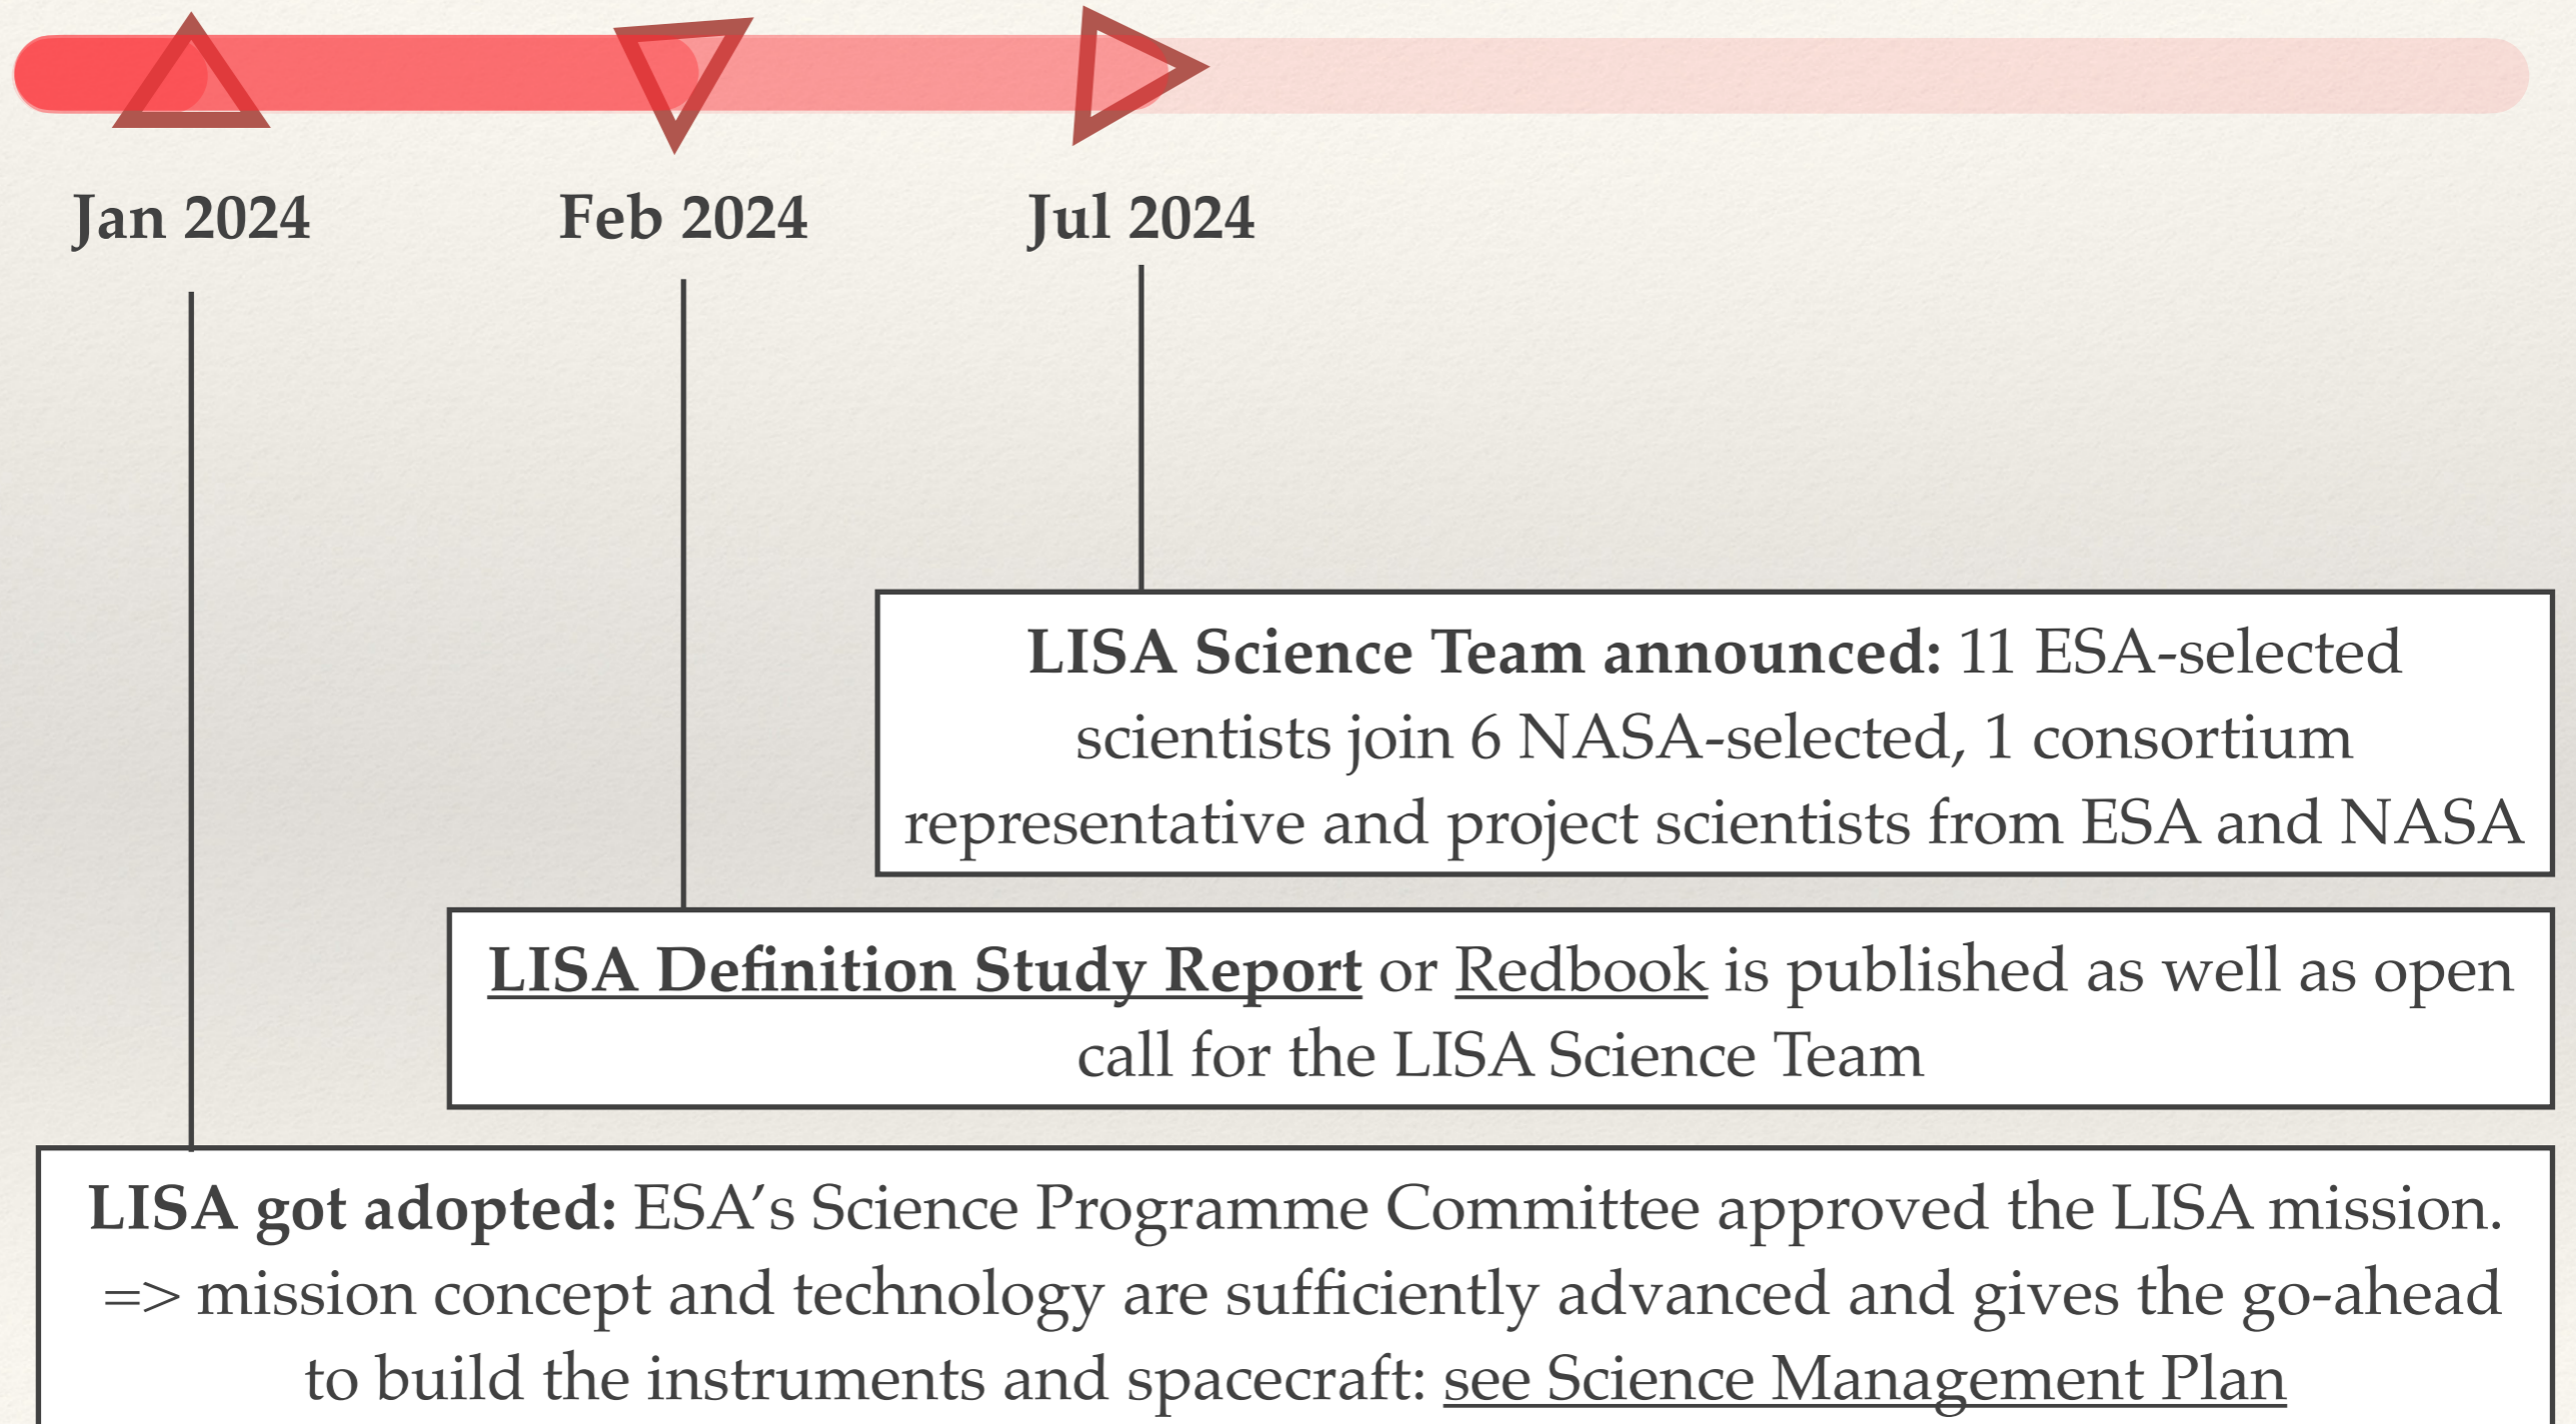 Jan 2024
Feb 2024
Jul 2024
LISA Science Team announced: 11 ESA-selected
scientists join 6 NASA-selected, 1 consortium
representative and project scientists from ESA and NASA
LISA Definition Study Report or Redbook is published as well as open
call for the LISA Science Team
LISA got adopted: ESA’s Science Programme Committee approved the LISA mission.
=> mission concept and technology are sufficiently advanced and gives the go-ahead
to build the instruments and spacecraft: see Science Management Plan